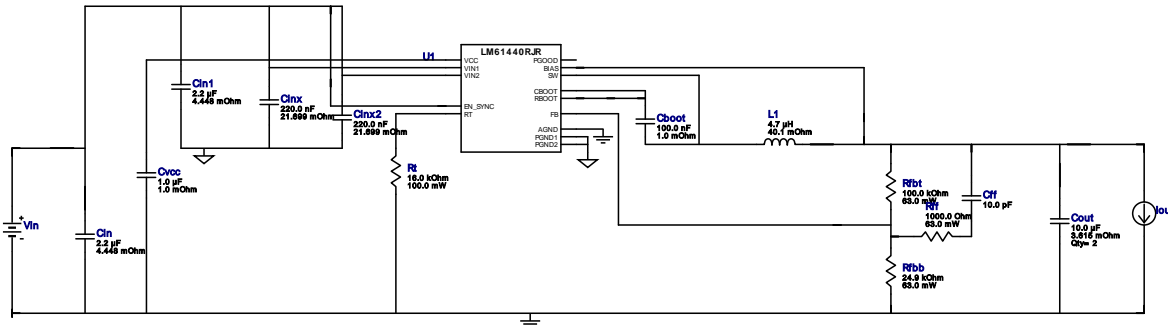 U1
LM61440RJR
VCC
VIN1
VIN2
EN_SYNC
RT
PGOOD
BIAS
SW
CBOOT
RBOOT
FB
AGND
PGND1
PGND2
Cin1
2.2 µF
4.448 mOhm
Cinx
220.0 nF
21.699 mOhm
Cinx2
220.0 nF
21.699 mOhm
Cboot
100.0 nF
1.0 mOhm
L1
4.7 µH
40.1 mOhm
Cvcc
1.0 µF
1.0 mOhm
Rt
16.0 kOhm
100.0 mW
Rfbt
100.0 kOhm
63.0 mW
Rff
1000.0 Ohm
63.0 mW
Cff
10.0 pF
Vin
+
-
Cin
2.2 µF
4.448 mOhm
Cout
10.0 µF
3.615 mOhm
Qty= 2
Iou
Rfbb
24.9 kOhm
63.0 mW